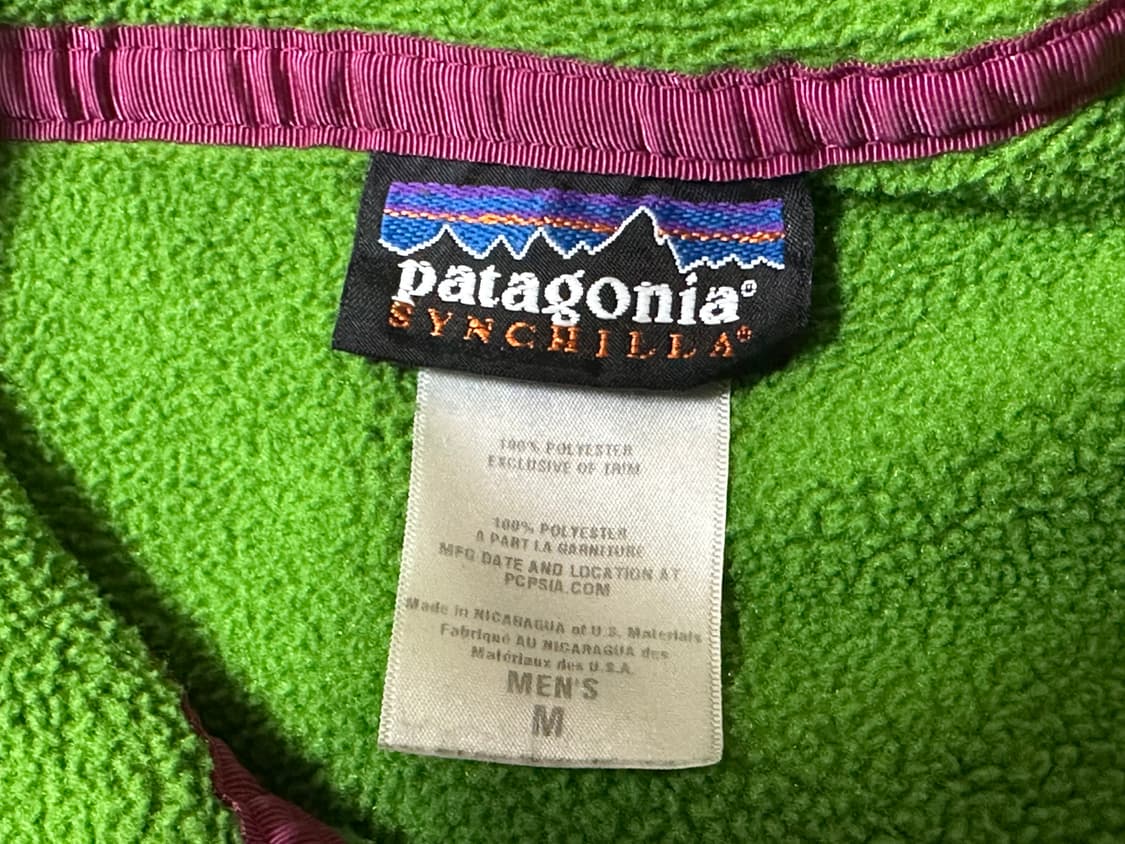 patagonia®
SYNCHILLA®
100% POLYESTER
EXCLUSIVE OF TRIM
100% POLYESTER
A PART LA GARNITURE
MFG DATE AND LOCATION AT
PCPSIA.COM
Made in NICARAGUA of U.S. Materials
Fabriqué AU NICARAGUA des
Matériaux des U.S.A.
MEN'S
M